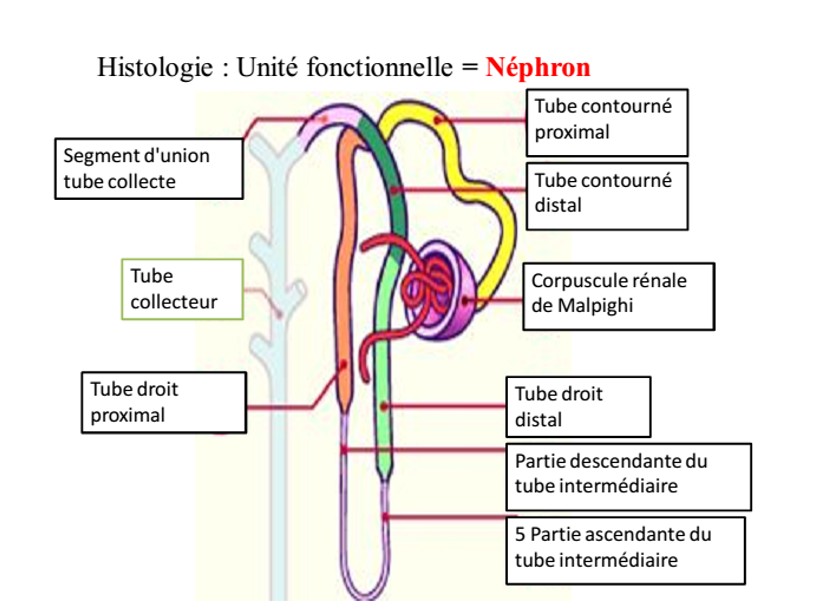 Histologie : Unité fonctionnelle = Néphron
Tube contourné
proximal
Segment d'union
tube collecte
Tube contourné
distal
Tube
collecteur
Corpuscule rénale
de Malpighi
Tube droit
proximal
Tube droit
distal
Partie descendante du
tube intermédiaire
5 Partie ascendante du
tube intermédiaire